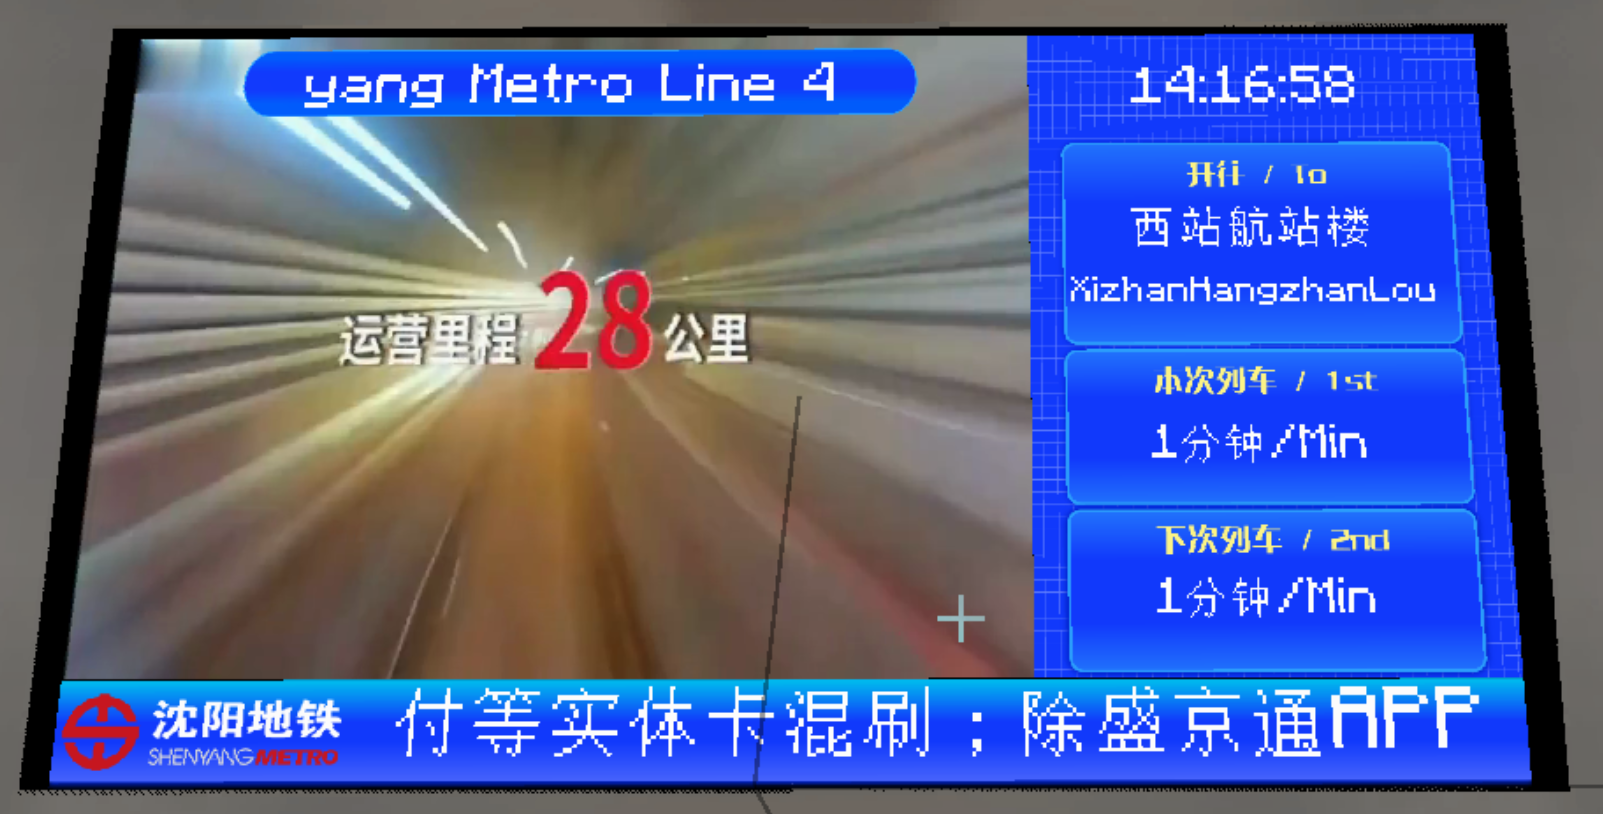 yang Metro Line 4
运营里程28公里
14:16:58
开往 / To
西站航站楼
XizhanHangzhanLou
本次列车 / 1st
1分钟/Min
下次列车 / 2nd
1分钟/Min
沈阳地铁
SHENYANG METRO
付等实体卡混刷；除盛京通APP